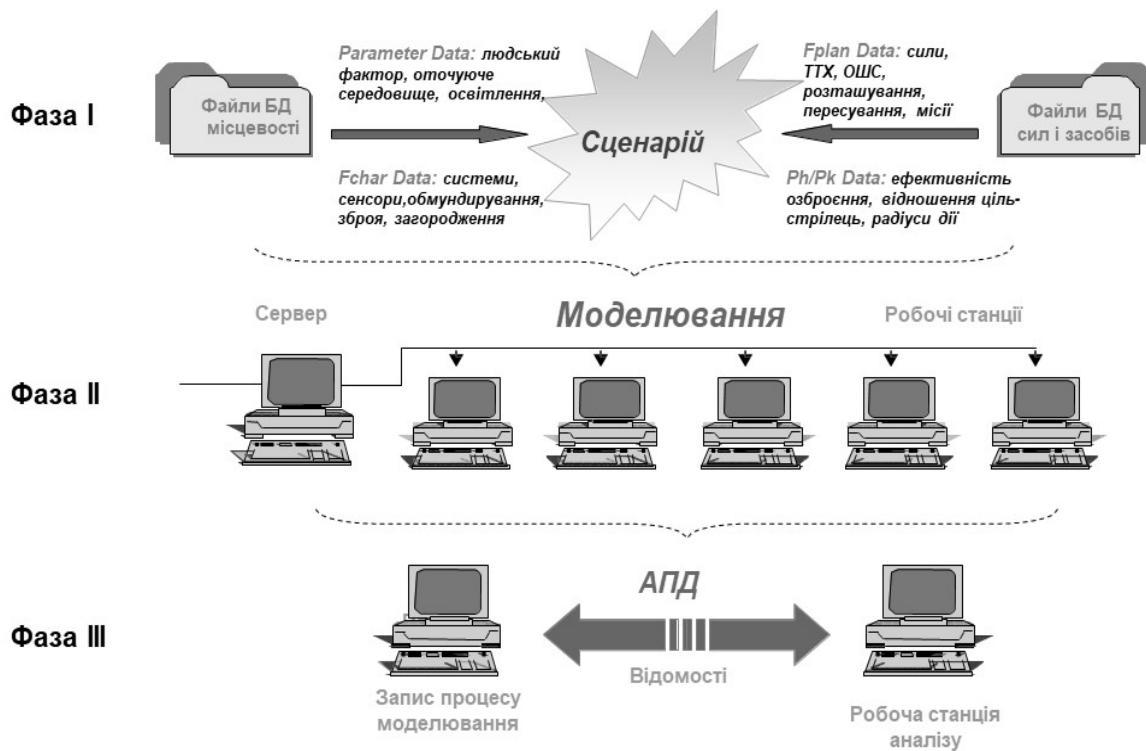 Фаза I
Файли БД
місцевості
Parameter Data: людський
фактор, оточуюче
середовище, освітлення,
Fchar Data: системи,
сенсори,обмундирування,
зброя, загородження
Сценарій
Fplan Data: сили,
ТТХ, ОШС,
розташування,
пересування, місії
Ph/Pk Data: ефективність
озброєння, відношення ціль-
стрілець, радіуси дії
Файли БД
сил і засобів
Фаза II
Сервер
Моделювання
Робочі станції
Фаза III
Запис процесу
моделювання
АПД
Відомості
Робоча станція
аналізу